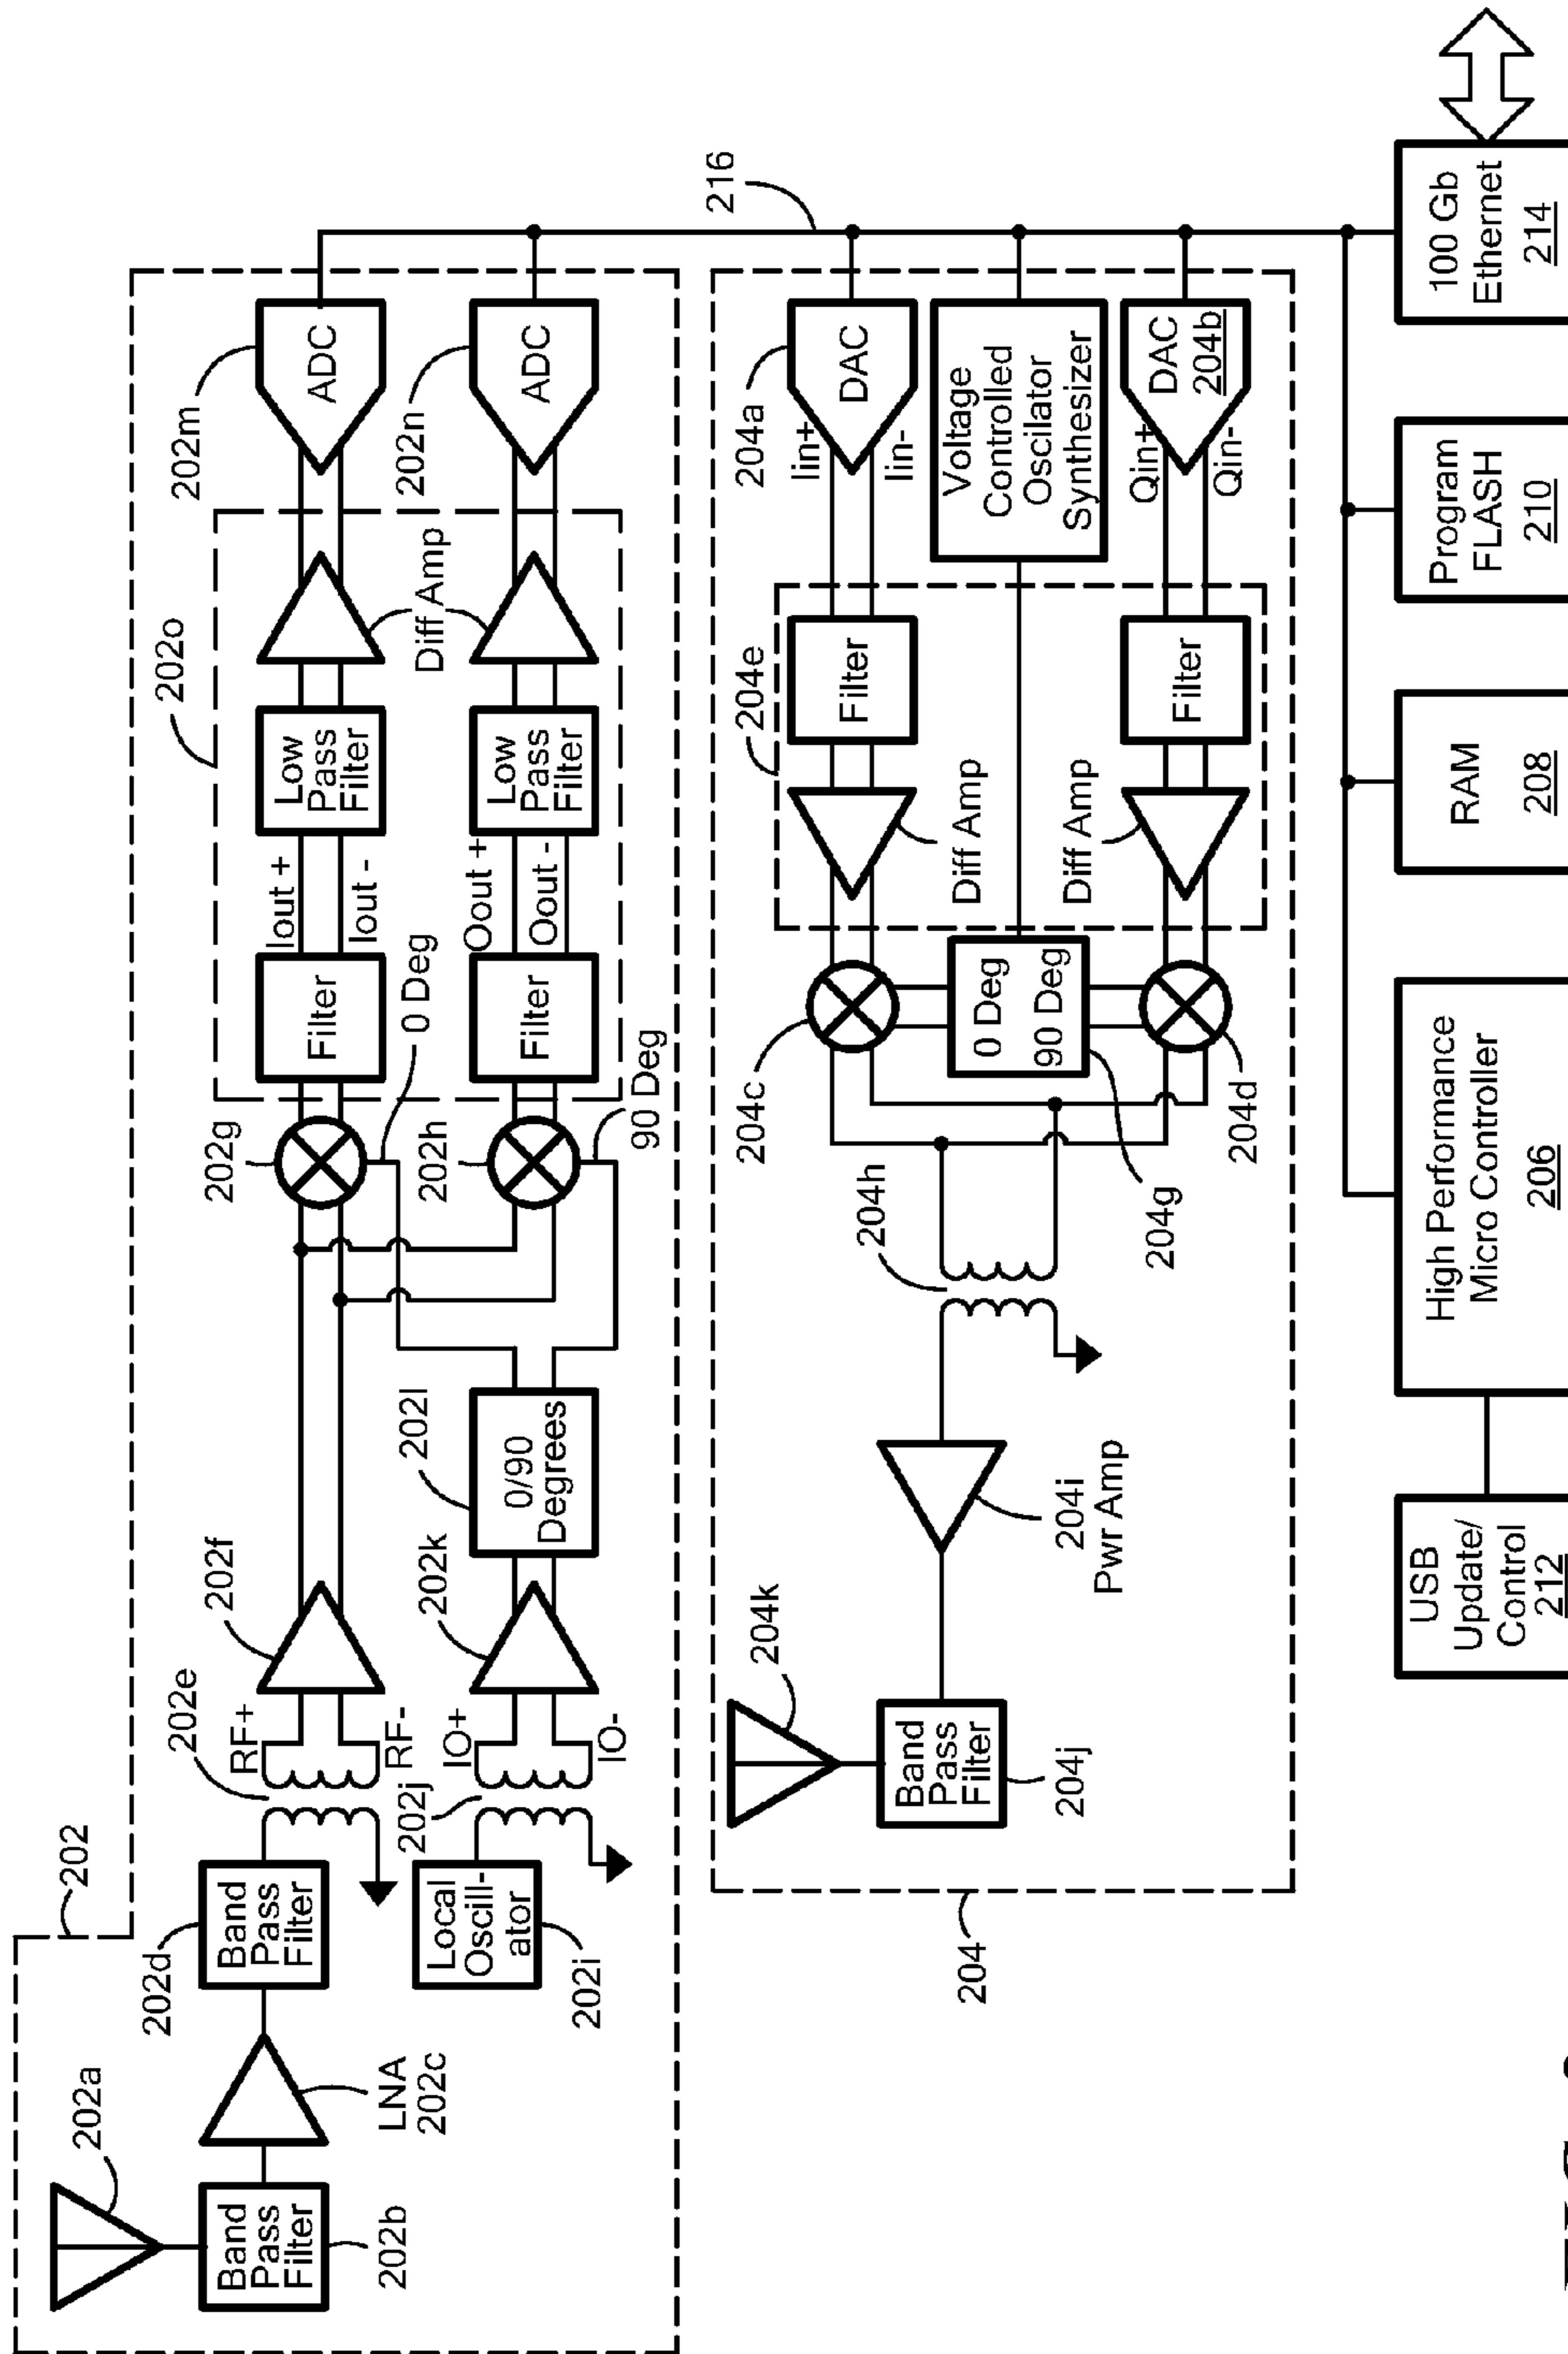 202
202a
Band
Pass
Filter
202b
LNA
202c
202d
Band
Pass
Filter
202e
RF+
RF-
202f
Local
Oscill-
ator
202i
202j
IO+
IO-
202k
202l
0/90
Degrees
202g
202h
0 Deg
90 Deg
202o
Filter
Iout +
Iout -
Low
Pass
Filter
Diff Amp
Filter
Oout +
Oout -
Low
Pass
Filter
202m
ADC
202n
ADC
216
204
204k
Band
Pass
Filter
204j
204i
Pwr Amp
204h
204c
204d
204g
0 Deg
90 Deg
204e
Diff Amp
Diff Amp
Filter
Filter
204a
Iin+
Iin-
DAC
Voltage
Controlled
Oscilator
Synthesizer
Qin+
Qin-
DAC
204b
USB
Update/
Control
212
High Performance
Micro Controller
206
RAM
208
Program
FLASH
210
100 Gb
Ethernet
214